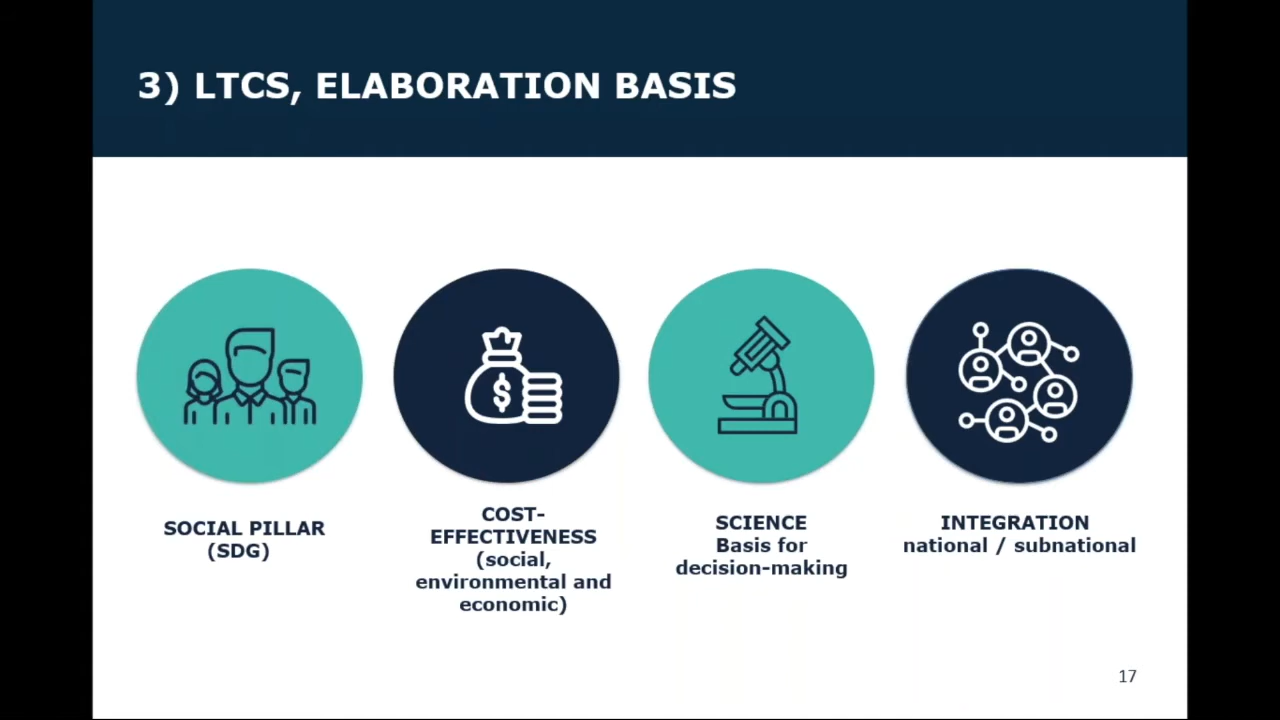 3) LTCS, ELABORATION BASIS
SOCIAL PILLAR
(SDG)
COST-
EFFECTIVENESS
(social,
environmental and
economic)
SCIENCE
Basis for
decision-making
INTEGRATION
national / subnational
17